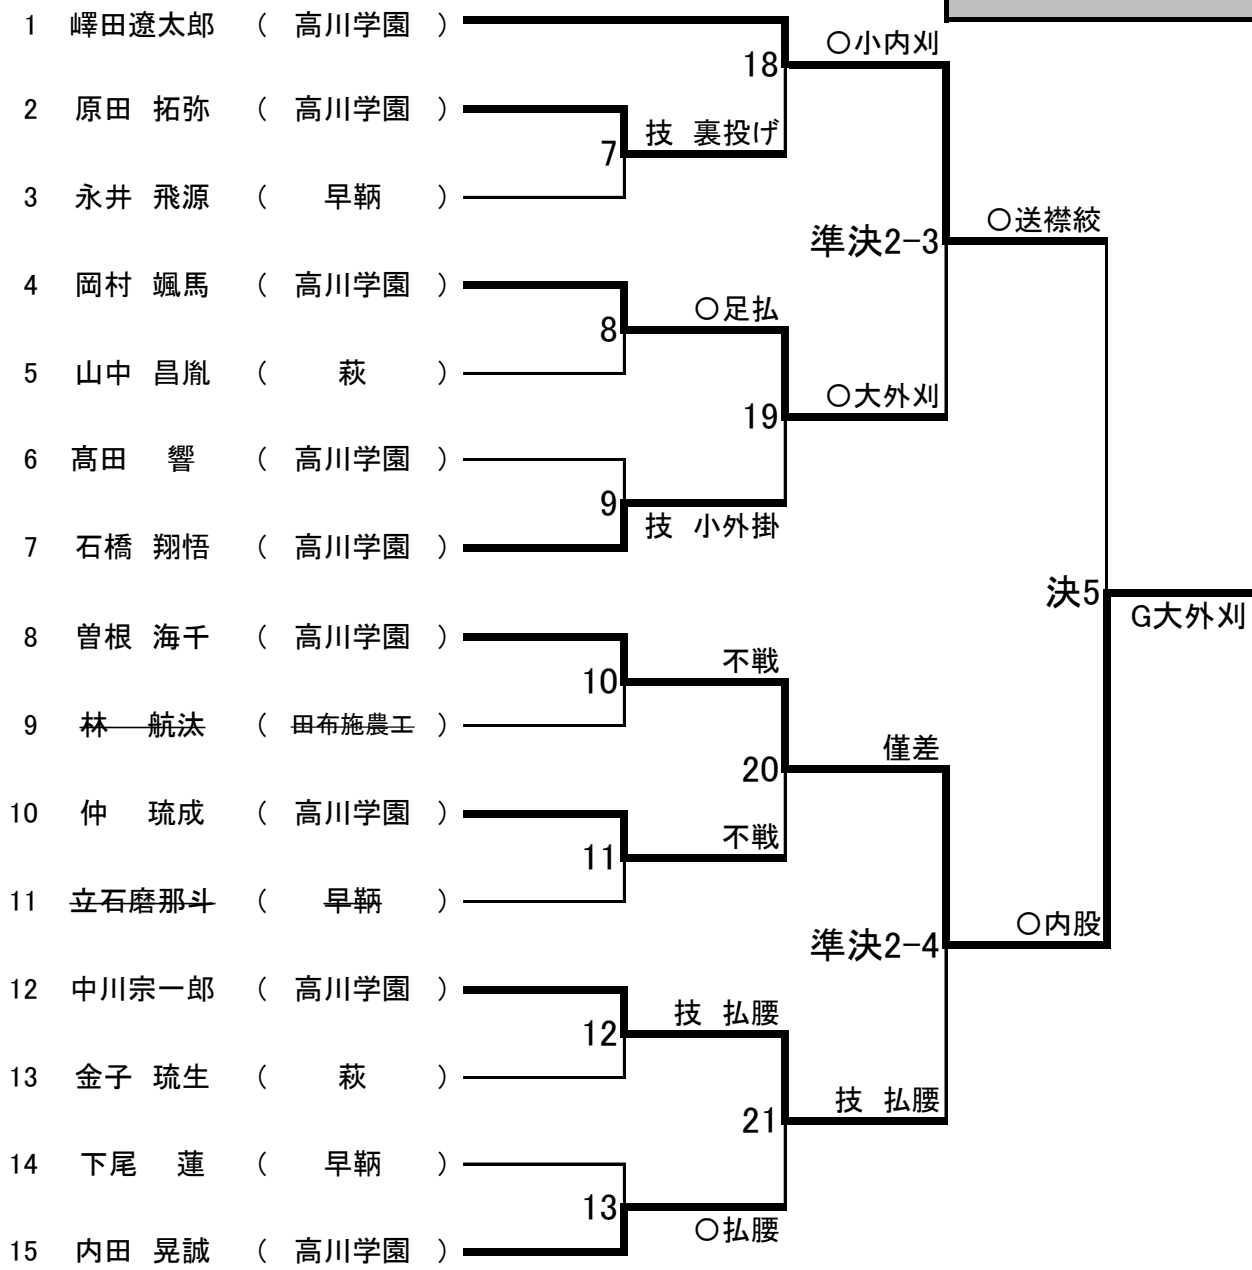 1 嶧田遼太郎 ( 高川学園 )
○小内刈
18
2 原田 拓弥 ( 高川学園 )
技 裏投げ
7
3 永井 飛源 ( 早鞆 )
○送襟絞
準決2-3
4 岡村 颯馬 ( 高川学園 )
○足払
8
5 山中 昌胤 ( 萩 )
○大外刈
19
6 髙田 響 ( 高川学園 )
9
技 小外掛
7 石橋 翔悟 ( 高川学園 )
決5
G大外刈
8 曽根 海千 ( 高川学園 )
不戦
10
9 林 航汰 ( 田布施農工 )
僅差
20
10 仲 琉成 ( 高川学園 )
不戦
11
11 立石磨那斗 ( 早鞆 )
○内股
準決2-4
12 中川宗一郎 ( 高川学園 )
技 払腰
12
13 金子 琉生 ( 萩 )
技 払腰
21
14 下尾 蓮 ( 早鞆 )
13
○払腰
15 内田 晃誠 ( 高川学園 )